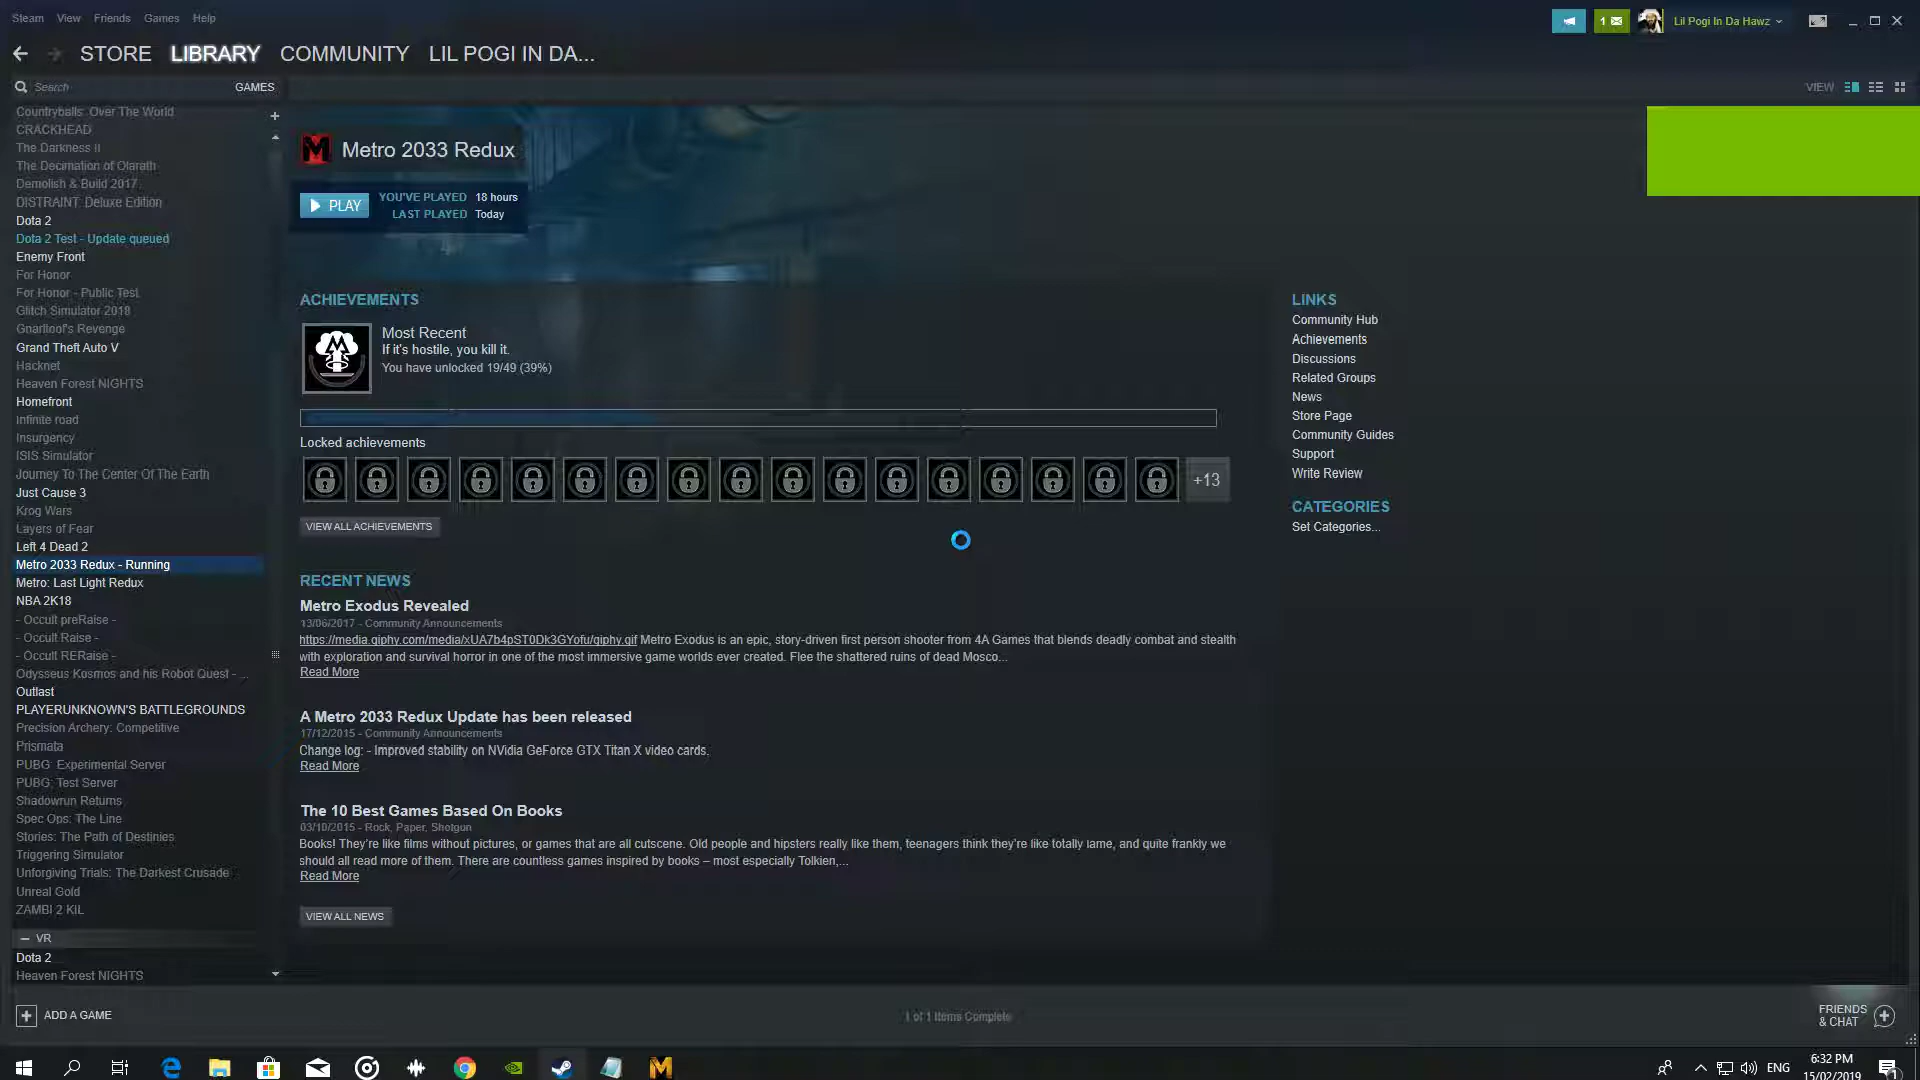 Steam View Friends Games Help
1
Lil Pogi In Da Hawz
STORE LIBRARY COMMUNITY LIL POGI IN DA...
Search
GAMES
VIEW
Countryballs: Over The World
CRACKHEAD
The Darkness II
The Decimation of Olarath
Demolish & Build 2017
DISTRAINT: Deluxe Edition
Dota 2
Dota 2 Test - Update queued
Enemy Front
For Honor
For Honor - Public Test
Glitch Simulator 2018
Gnarltoof's Revenge
Grand Theft Auto V
Hacknet
Heaven Forest NIGHTS
Homefront
Infinite road
Insurgency
ISIS Simulator
Journey To The Center Of The Earth
Just Cause 3
Krog Wars
Layers of Fear
Left 4 Dead 2
Metro 2033 Redux - Running
Metro: Last Light Redux
NBA 2K18
- Occult preRaise -
- Occult Raise -
- Occult RERaise -
Odysseus Kosmos and his Robot Quest - ...
Outlast
PLAYERUNKNOWN'S BATTLEGROUNDS
Precision Archery: Competitive
Prismata
PUBG: Experimental Server
PUBG: Test Server
Shadowrun Returns
Spec Ops: The Line
Stories: The Path of Destinies
Triggering Simulator
Unforgiving Trials: The Darkest Crusade
Unreal Gold
ZAMBI 2 KIL
VR
Dota 2
Heaven Forest NIGHTS
ADD A GAME
Metro 2033 Redux
PLAY
YOU'VE PLAYED 18 hours
LAST PLAYED Today
ACHIEVEMENTS
Most Recent
If it's hostile, you kill it.
You have unlocked 19/49 (39%)
Locked achievements
+13
VIEW ALL ACHIEVEMENTS
RECENT NEWS
Metro Exodus Revealed
13/06/2017 - Community Announcements
https://media.giphy.com/media/xUA7b4pST0Dk3GYofu/giphy.gif Metro Exodus is an epic, story-driven first person shooter from 4A Games that blends deadly combat and stealth
with exploration and survival horror in one of the most immersive game worlds ever created. Flee the shattered ruins of dead Mosco...
Read More
A Metro 2033 Redux Update has been released
17/12/2015 - Community Announcements
Change log: - Improved stability on NVidia GeForce GTX Titan X video cards.
Read More
The 10 Best Games Based On Books
03/10/2015 - Rock, Paper, Shotgun
Books! They're like films without pictures, or games that are all cutscene. Old people and hipsters really like them, teenagers think they're like totally lame, and quite frankly we
should all read more of them. There are countless games inspired by books – most especially Tolkien,...
Read More
VIEW ALL NEWS
LINKS
Community Hub
Achievements
Discussions
Related Groups
News
Store Page
Community Guides
Support
Write Review
CATEGORIES
Set Categories...
1 of 1 Items Complete
FRIENDS
& CHAT
ENG
6:32 PM
15/02/2019
1